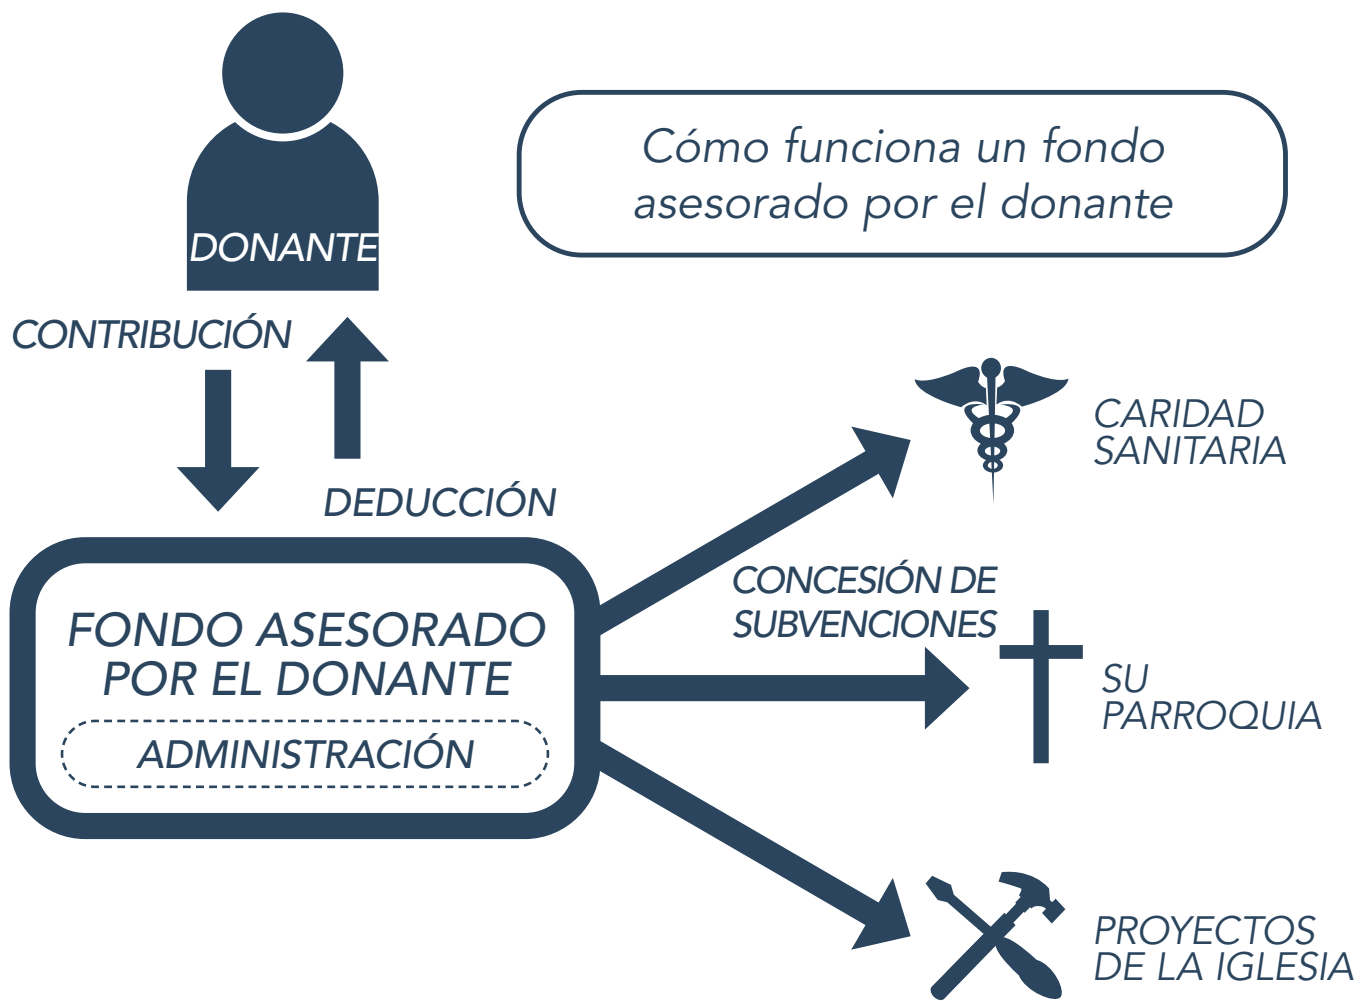 DONANTE
Cómo funciona un fondo
asesorado por el donante
CONTRIBUCIÓN
DEDUCCIÓN
FONDO ASESORADO
POR EL DONANTE
ADMINISTRACIÓN
CONCESIÓN DE
SUBVENCIONES
CARIDAD
SANITARIA
SU
PARROQUIA
PROYECTOS
DE LA IGLESIA